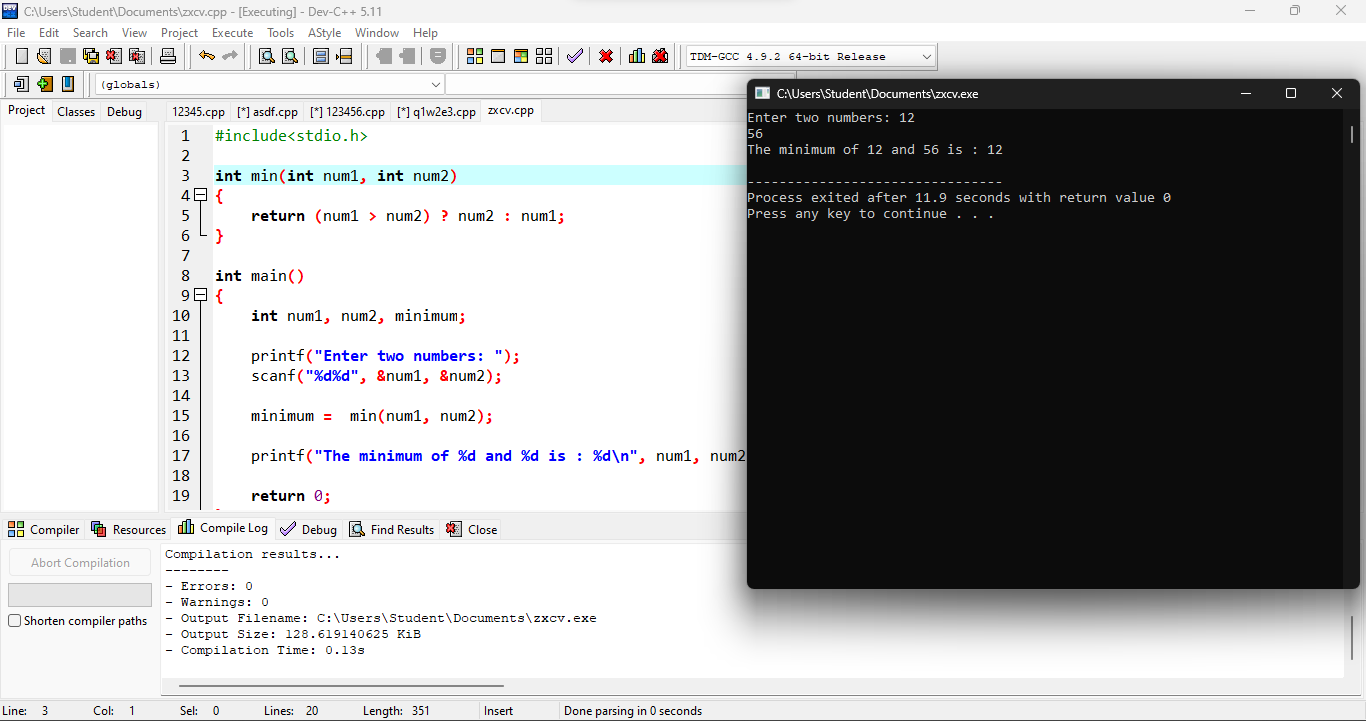 C:\Users\Student\Documents\zxcv.cpp - [Executing] - Dev-C++ 5.11
File Edit Search View Project Execute Tools AStyle Window Help
TDM-GCC 4.9.2 64-bit Release
(globals)
Project Classes Debug
12345.cpp [*] asdf.cpp [*] 123456.cpp [*] q1w2e3.cpp zxcv.cpp
1 #include<stdio.h>
2
3 int min(int num1, int num2)
4 {
5 return (num1 > num2) ? num2 : num1;
6 }
7
8 int main()
9 {
10 int num1, num2, minimum;
11
12 printf("Enter two numbers: ");
13 scanf("%d%d", &num1, &num2);
14
15 minimum = min(num1, num2);
16
17 printf("The minimum of %d and %d is : %d\n", num1, num2
18
19 return 0;
C:\Users\Student\Documents\zxcv.exe
Enter two numbers: 12
56
The minimum of 12 and 56 is : 12
--------------------------------
Process exited after 11.9 seconds with return value 0
Press any key to continue . . .
Compiler Resources Compile Log Debug Find Results Close
Abort Compilation
Shorten compiler paths
Compilation results...
--------
- Errors: 0
- Warnings: 0
- Output Filename: C:\Users\Student\Documents\zxcv.exe
- Output Size: 128.619140625 KiB
- Compilation Time: 0.13s
Line: 3 Col: 1 Sel: 0 Lines: 20 Length: 351 Insert Done parsing in 0 seconds